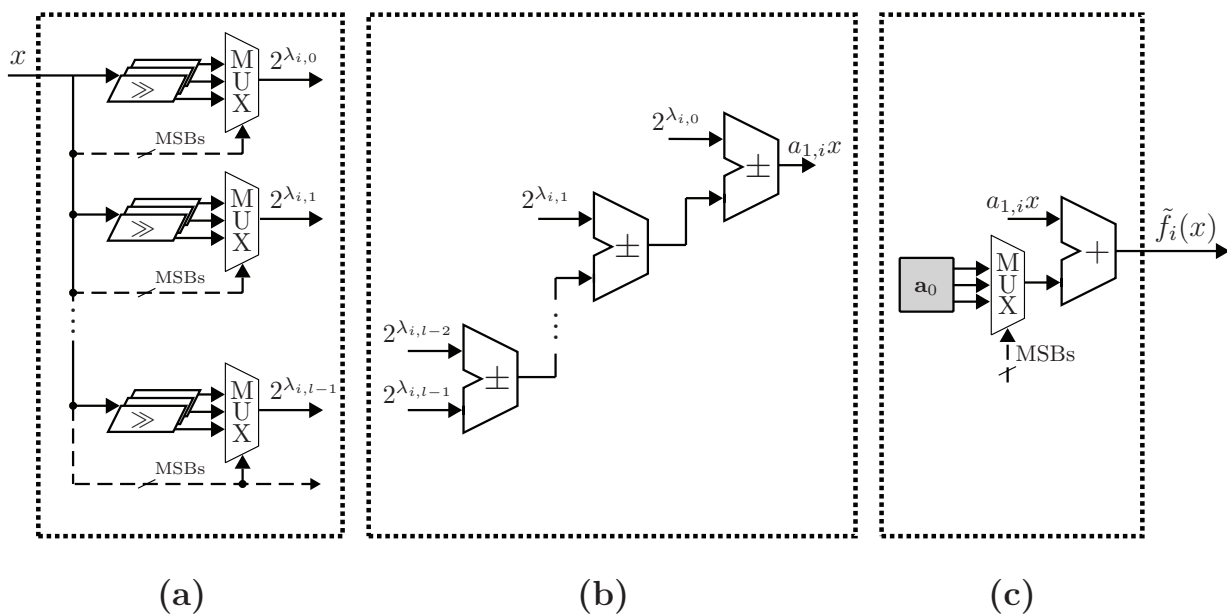 x
≫
M
U
X
2^{λ_{i,0}}
MSBs
≫
M
U
X
2^{λ_{i,1}}
MSBs
≫
M
U
X
2^{λ_{i,l−1}}
MSBs
(a)
2^{λ_{i,0}}
±
a_{1,i}x
2^{λ_{i,1}}
±
2^{λ_{i,l−2}}
2^{λ_{i,l−1}}
±
(b)
a_{1,i}x
+
a_0
M
U
X
MSBs
f̃_i(x)
(c)